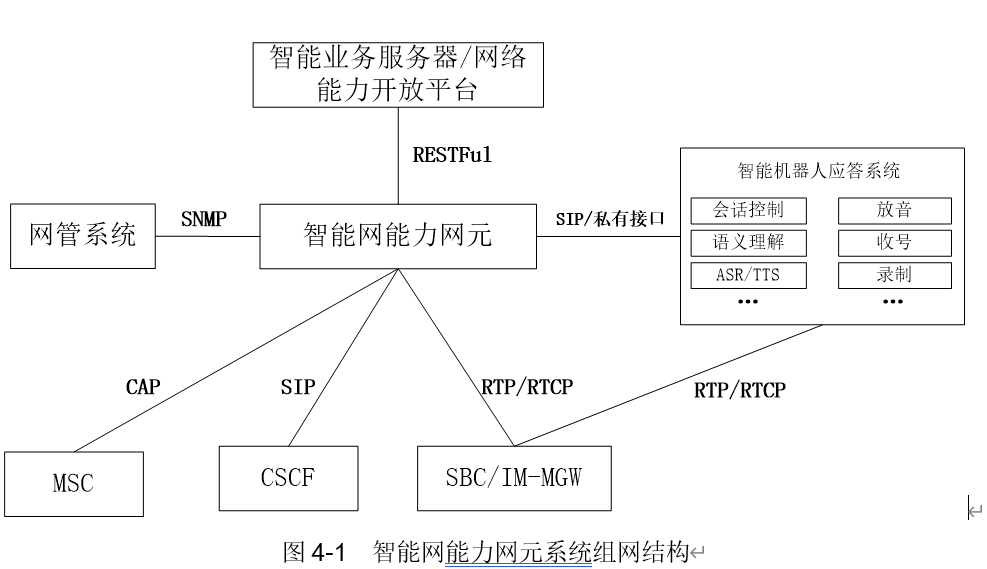 智能业务服务器/网络
能力开放平台
RESTFul
智能机器人应答系统
网管系统
SNMP
智能网能力网元
SIP/私有接口
会话控制
放音
语义理解
收号
ASR/TTS
录制
•••
•••
CAP
SIP
RTP/RTCP
RTP/RTCP
MSC
CSCF
SBC/IM-MGW
图 4-1 智能网能力网元系统组网结构